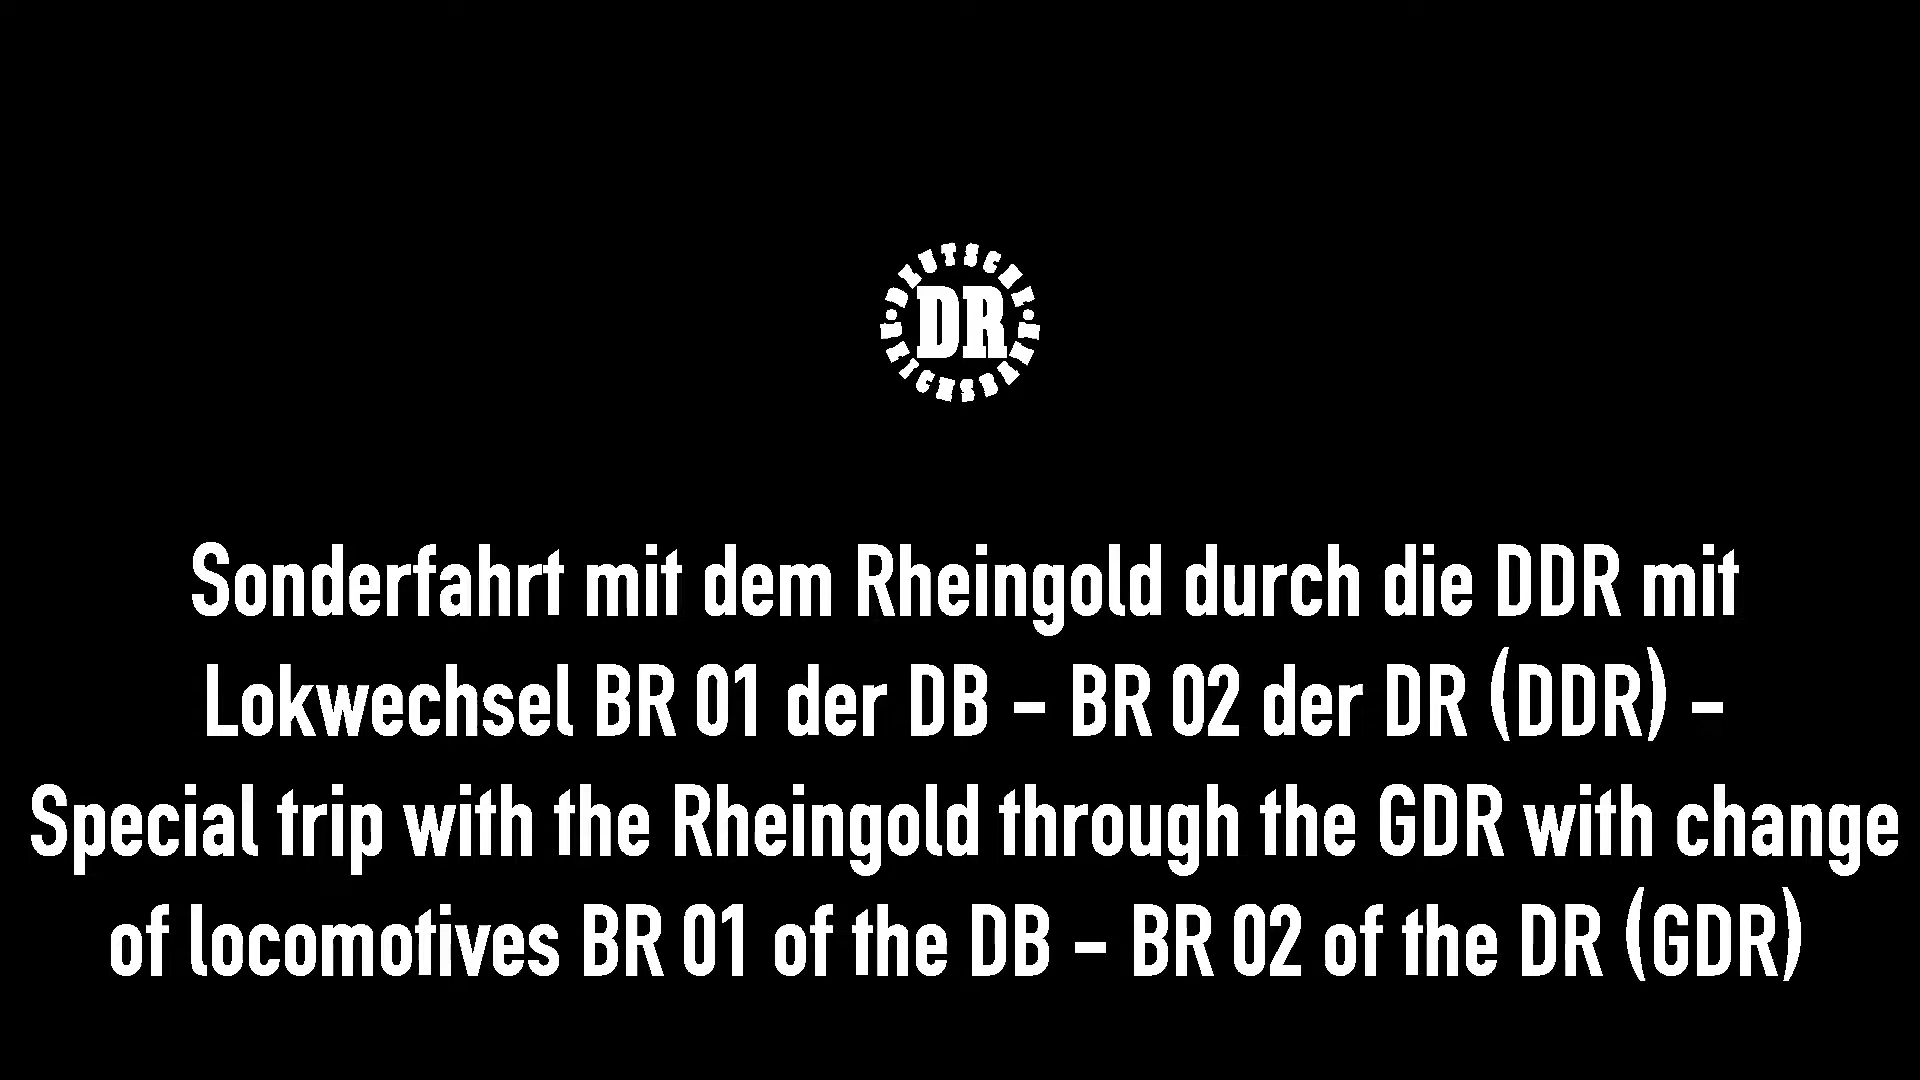 DEUTSCHE
DR
REICHSBAHN
Sonderfahrt mit dem Rheingold durch die DDR mit
Lokwechsel BR 01 der DB – BR 02 der DR (DDR) –
Special trip with the Rheingold through the GDR with change
of locomotives BR 01 of the DB – BR 02 of the DR (GDR)